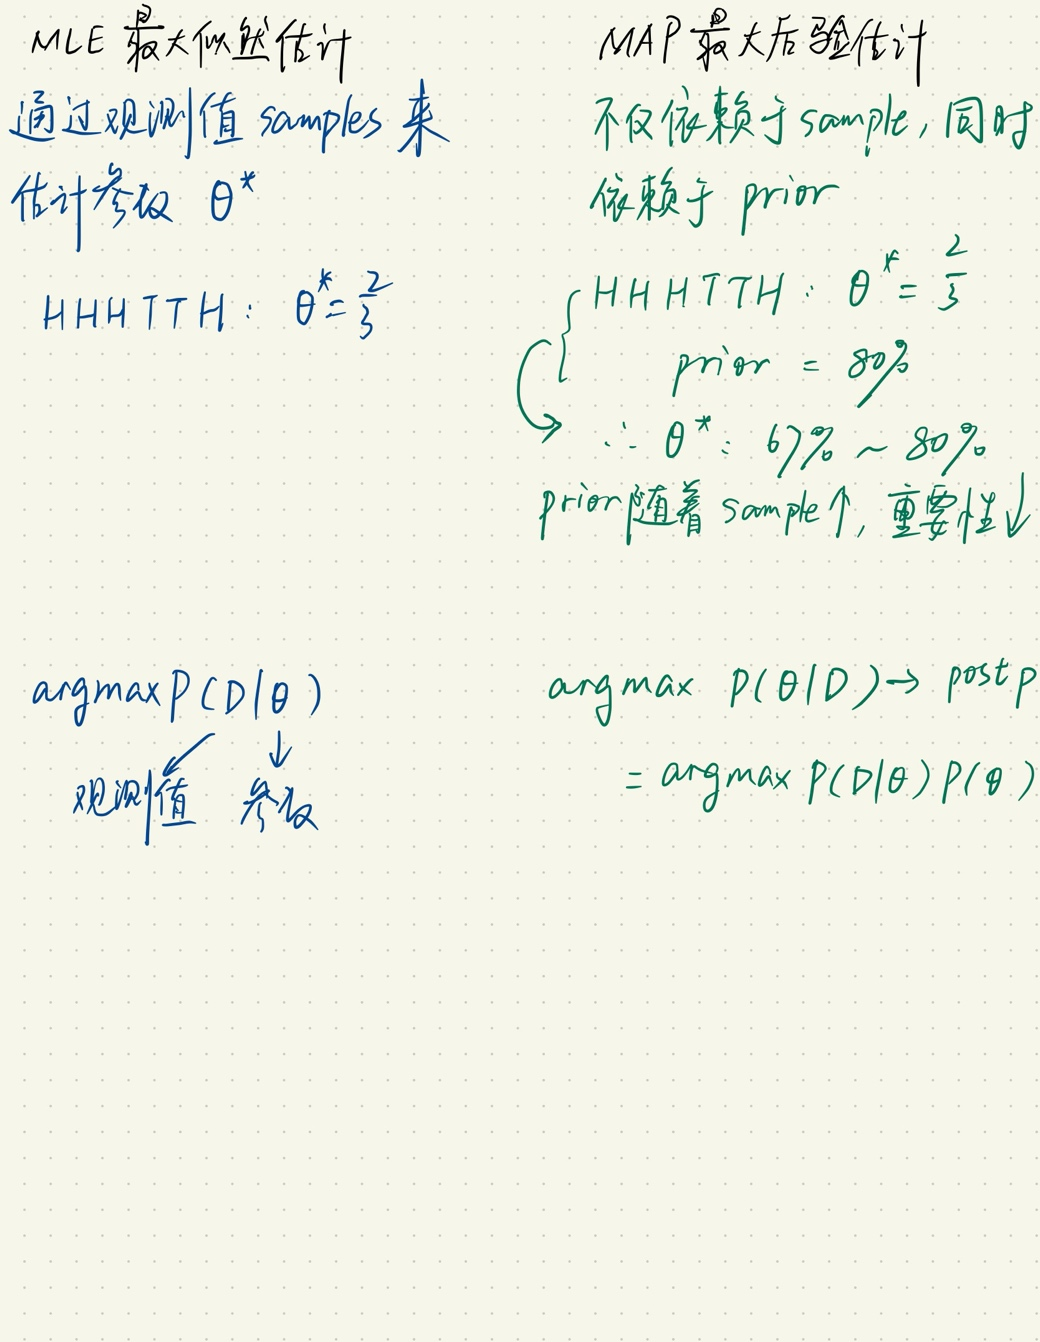 MLE 最大似然估计
通过观测值 samples 来
估计参数 θ*
HHHTTH: θ* = 2/3
argmax P(D|θ)
观测值 参数
MAP 最大后验估计
不仅依赖于 sample, 同时
依赖于 prior
HHHTTH: θ* = 2/3
prior = 80%
∴ θ*: 67% ~ 80%
prior 随着 sample↑, 重要性↓
argmax P(θ|D) → post p
= argmax P(D|θ) P(θ)